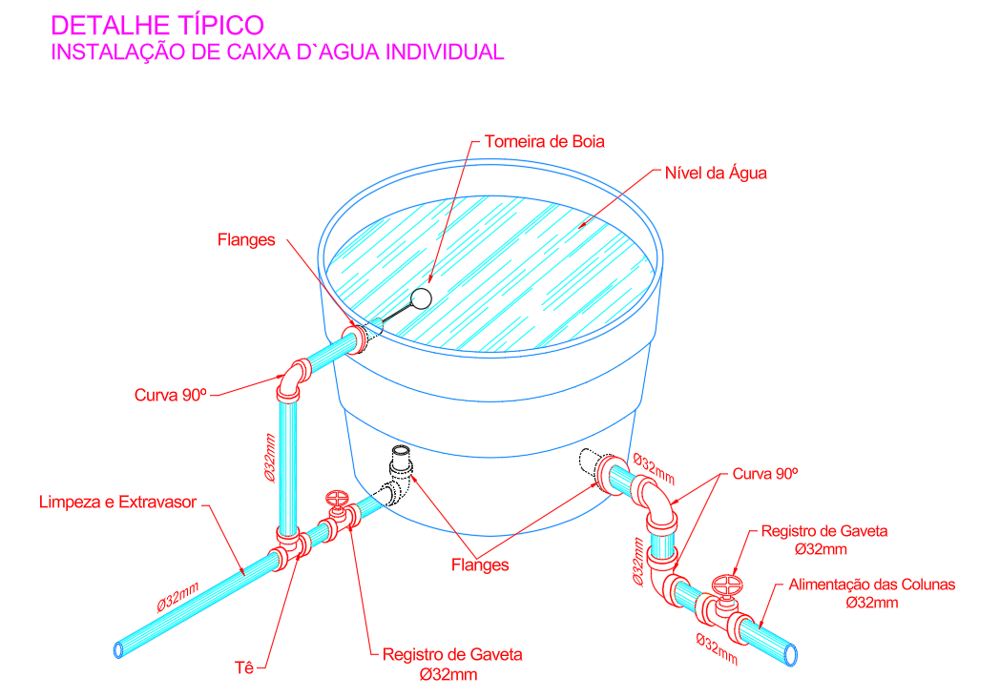 DETALHE TÍPICO
INSTALAÇÃO DE CAIXA D`AGUA INDIVIDUAL
Torneira de Boia
Nível da Água
Flanges
Curva 90º
Ø32mm
Ø32mm
Curva 90º
Limpeza e Extravasor
Registro de Gaveta
Ø32mm
Ø32mm
Flanges
Alimentação das Colunas
Ø32mm
Ø32mm
Ø32mm
Registro de Gaveta
Ø32mm
Tê